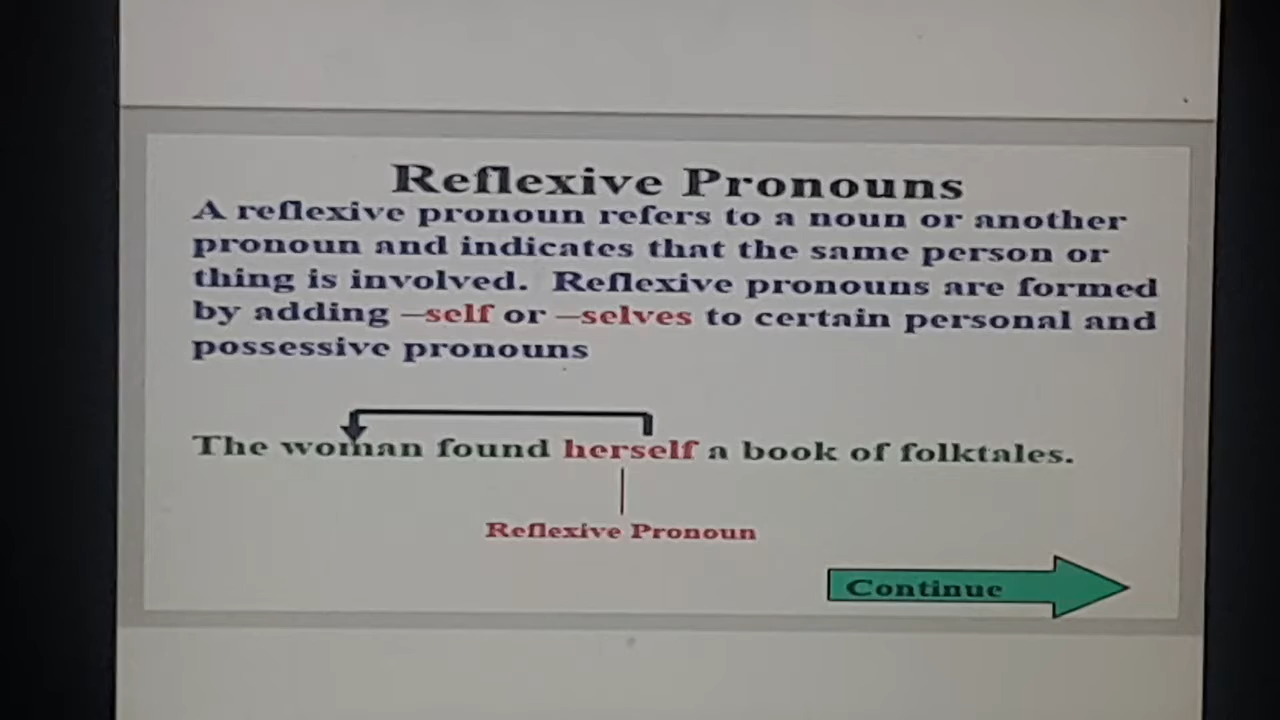 Reflexive Pronouns
A reflexive pronoun refers to a noun or another
pronoun and indicates that the same person or
thing is involved.  Reflexive pronouns are formed
by adding –self or –selves to certain personal and
possessive pronouns
The woman found herself a book of folktales.
Reflexive Pronoun
Continue